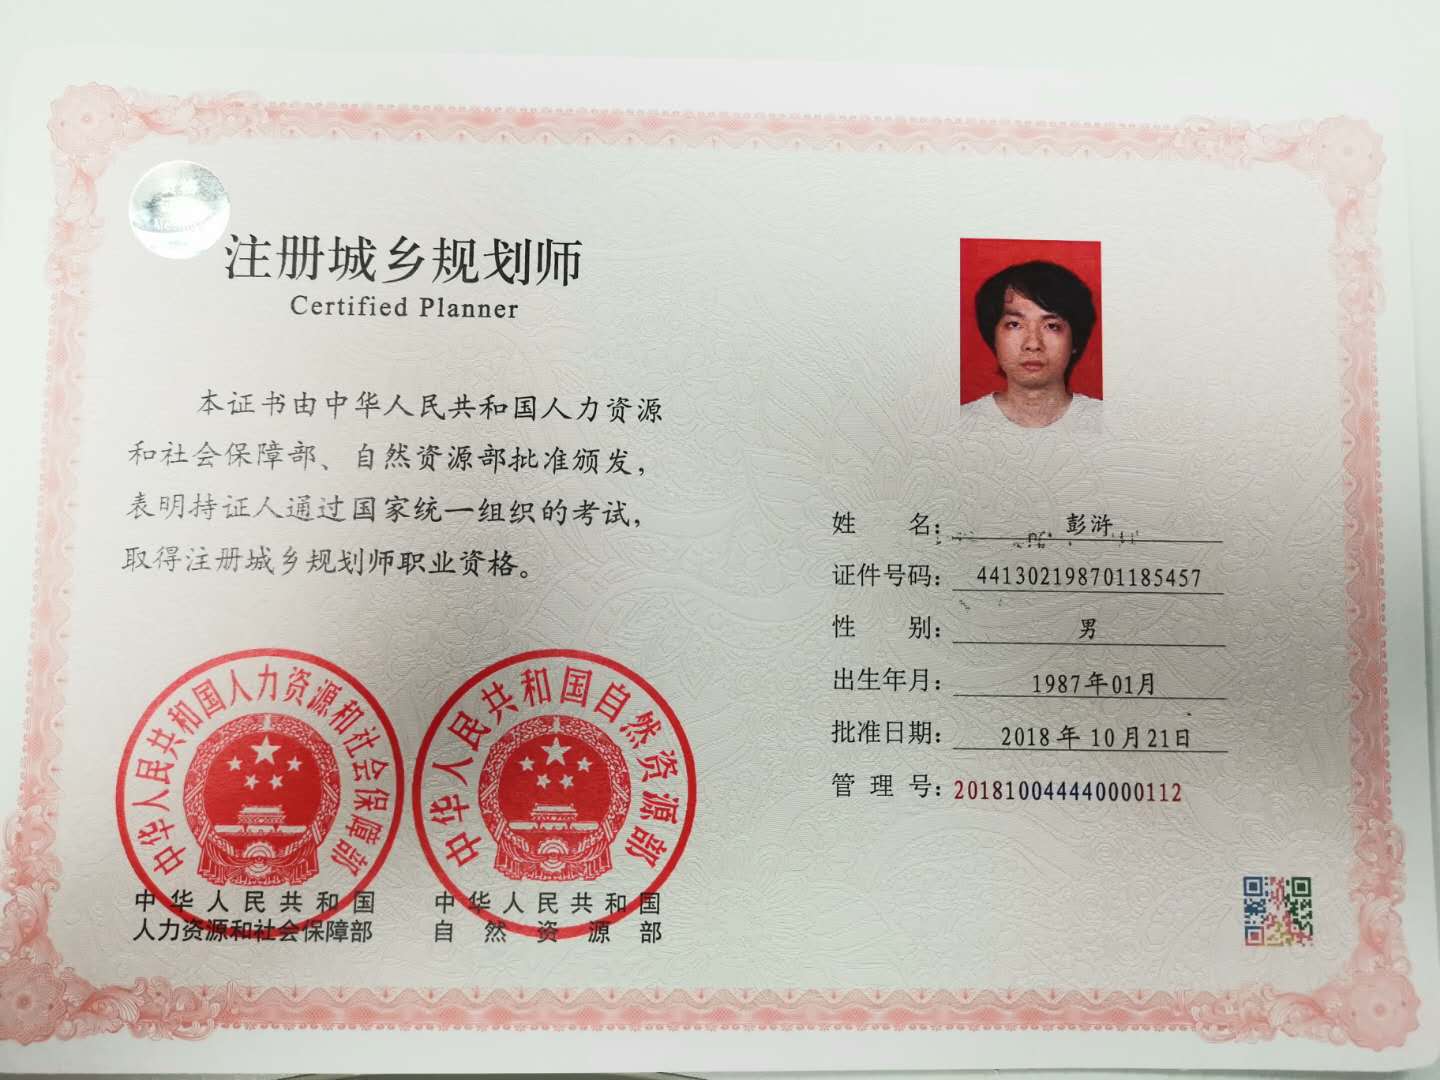 注册城乡规划师
Certified Planner
本证书由中华人民共和国人力资源
和社会保障部、自然资源部批准颁发，
表明持证人通过国家统一组织的考试，
取得注册城乡规划师职业资格。
中华人民共和国人力资源和社会保障部
中华人民共和国
人力资源和社会保障部
中华人民共和国自然资源部
中华人民共和国
自然资源部
姓名：彭浒
证件号码：441302198701185457
性别：男
出生年月：1987年01月
批准日期：2018年10月21日
管理号：201810044440000112